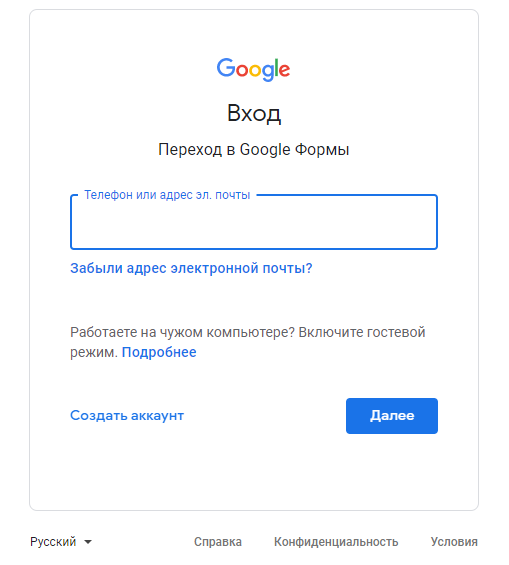 Google
Вход
Переход в Google Формы
Телефон или адрес эл. почты
Забыли адрес электронной почты?
Работаете на чужом компьютере? Включите гостевой
режим. Подробнее
Создать аккаунт
Далее
Русский
Справка
Конфиденциальность
Условия